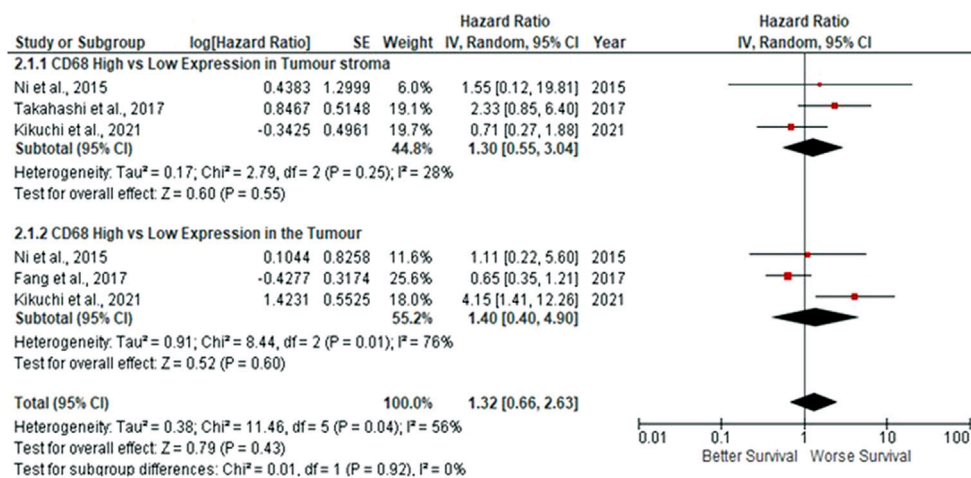 Hazard Ratio Hazard Ratio
Study or Subgroup log[Hazard Ratio] SE Weight IV, Random, 95% CI Year IV, Random, 95% CI
2.1.1 CD68 High vs Low Expression in Tumour stroma
Ni et al., 2015 0.4383 1.2999 6.0% 1.55 [0.12, 19.81] 2015
Takahashi et al., 2017 0.8467 0.5148 19.1% 2.33 [0.85, 6.40] 2017
Kikuchi et al., 2021 -0.3425 0.4961 19.7% 0.71 [0.27, 1.88] 2021
Subtotal (95% CI) 44.8% 1.30 [0.55, 3.04]
Heterogeneity: Tau² = 0.17; Chi² = 2.79, df = 2 (P = 0.25); I² = 28%
Test for overall effect: Z = 0.60 (P = 0.55)
2.1.2 CD68 High vs Low Expression in the Tumour
Ni et al., 2015 0.1044 0.8258 11.6% 1.11 [0.22, 5.60] 2015
Fang et al., 2017 -0.4277 0.3174 25.6% 0.65 [0.35, 1.21] 2017
Kikuchi et al., 2021 1.4231 0.5525 18.0% 4.15 [1.41, 12.26] 2021
Subtotal (95% CI) 55.2% 1.40 [0.40, 4.90]
Heterogeneity: Tau² = 0.91; Chi² = 8.44, df = 2 (P = 0.01); I² = 76%
Test for overall effect: Z = 0.52 (P = 0.60)
Total (95% CI) 100.0% 1.32 [0.66, 2.63]
Heterogeneity: Tau² = 0.38; Chi² = 11.46, df = 5 (P = 0.04); I² = 56%
Test for overall effect: Z = 0.79 (P = 0.43)
Test for subgroup differences: Chi² = 0.01, df = 1 (P = 0.92), I² = 0%
0.01 0.1 1 10 100
Better Survival Worse Survival